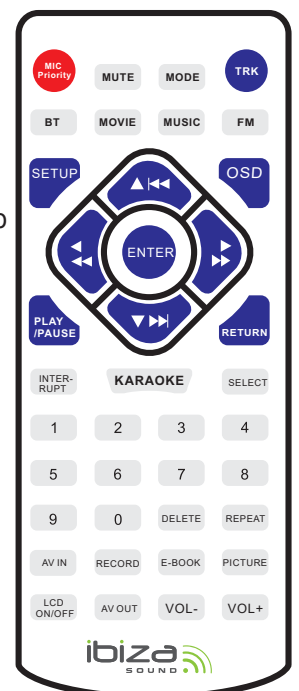 MIC
Priority
MUTE
MODE
TRK
BT
MOVIE
MUSIC
FM
SETUP
OSD
ENTER
PLAY
/PAUSE
RETURN
INTER-
RUPT
KARAOKE
SELECT
1 2 3 4
5 6 7 8
9 0 DELETE REPEAT
AV IN RECORD E-BOOK PICTURE
LCD
ON/OFF
AV OUT VOL- VOL+
ibiza
SOUND